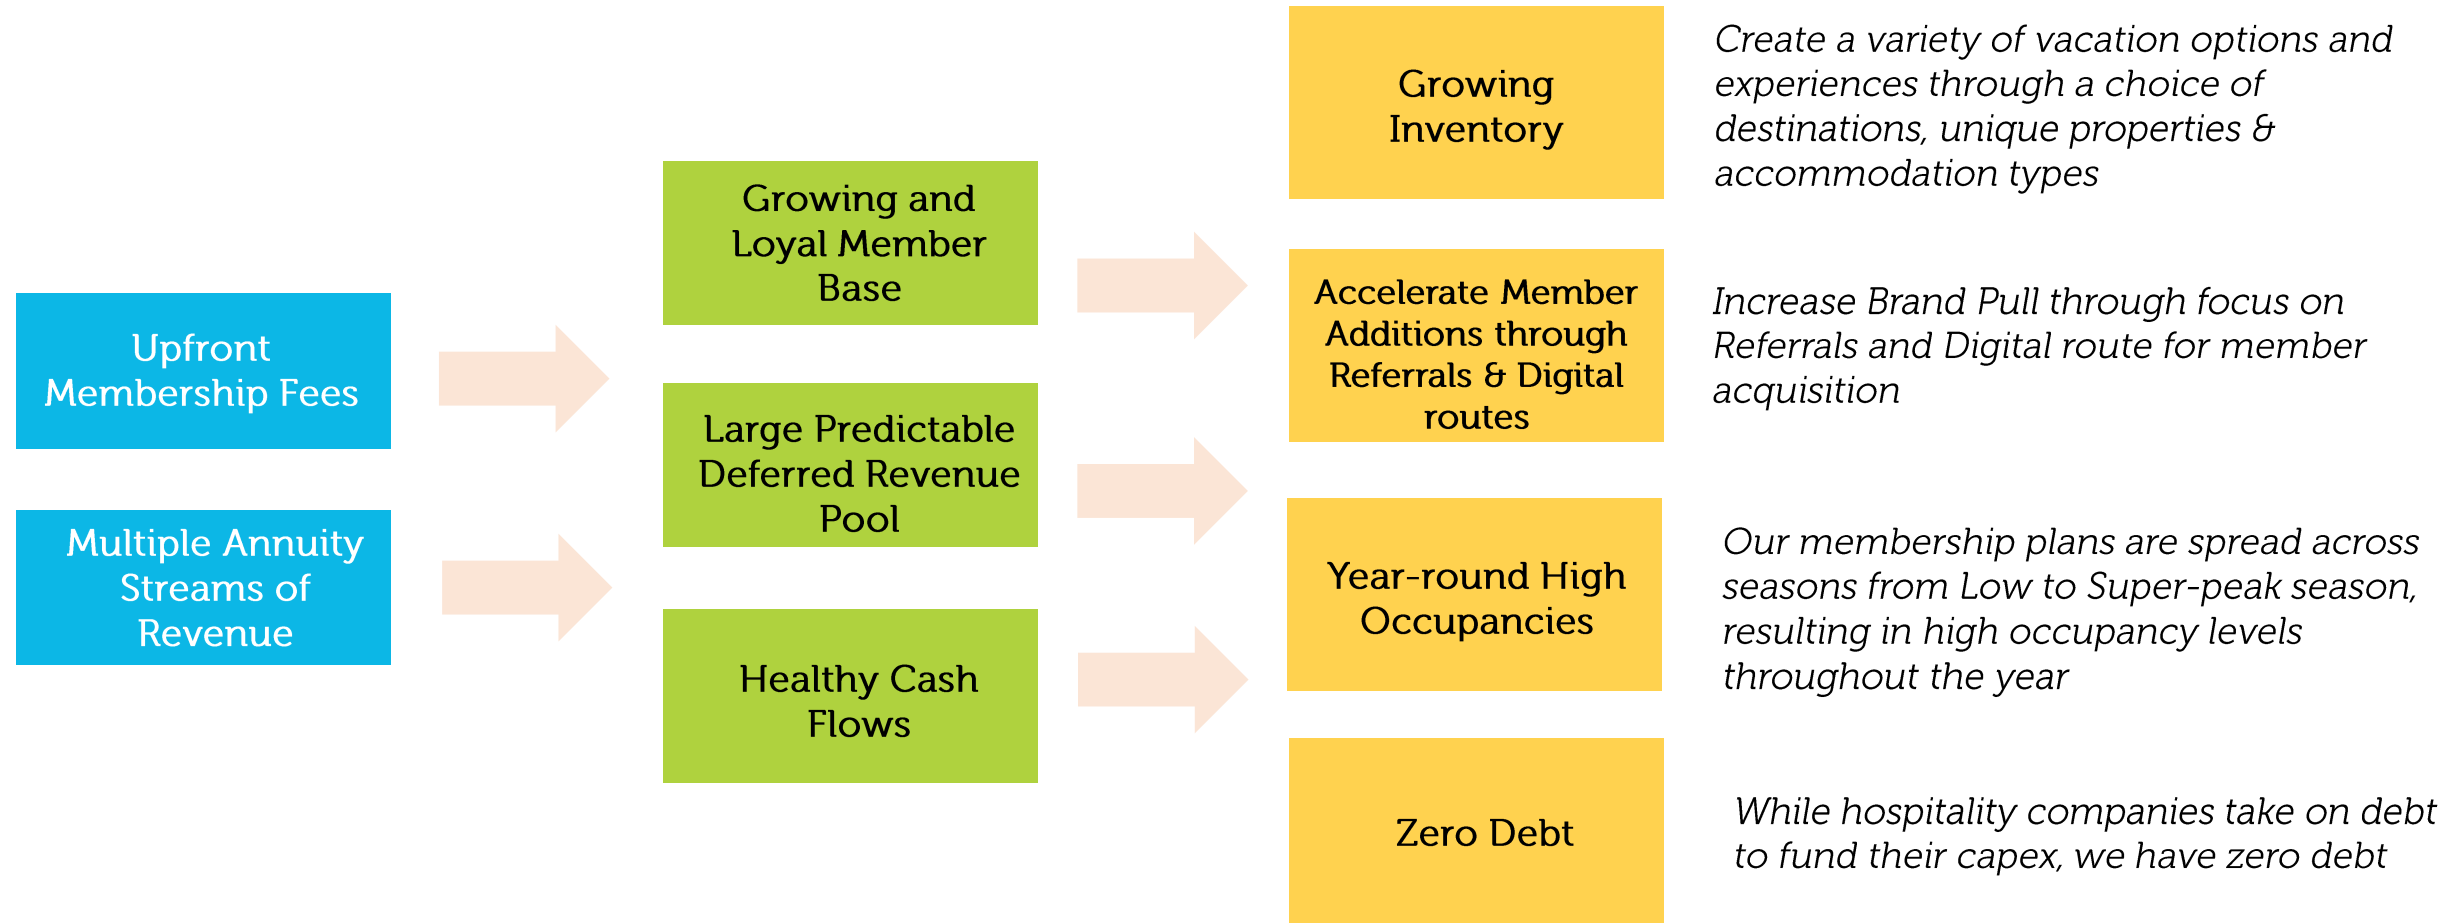 Upfront
Membership Fees
Multiple Annuity
Streams of
Revenue
Growing and
Loyal Member
Base
Large Predictable
Deferred Revenue
Pool
Healthy Cash
Flows
Growing
Inventory
Create a variety of vacation options and
experiences through a choice of
destinations, unique properties &
accommodation types
Accelerate Member
Additions through
Referrals & Digital
routes
Increase Brand Pull through focus on
Referrals and Digital route for member
acquisition
Year-round High
Occupancies
Our membership plans are spread across
seasons from Low to Super-peak season,
resulting in high occupancy levels
throughout the year
Zero Debt
While hospitality companies take on debt
to fund their capex, we have zero debt